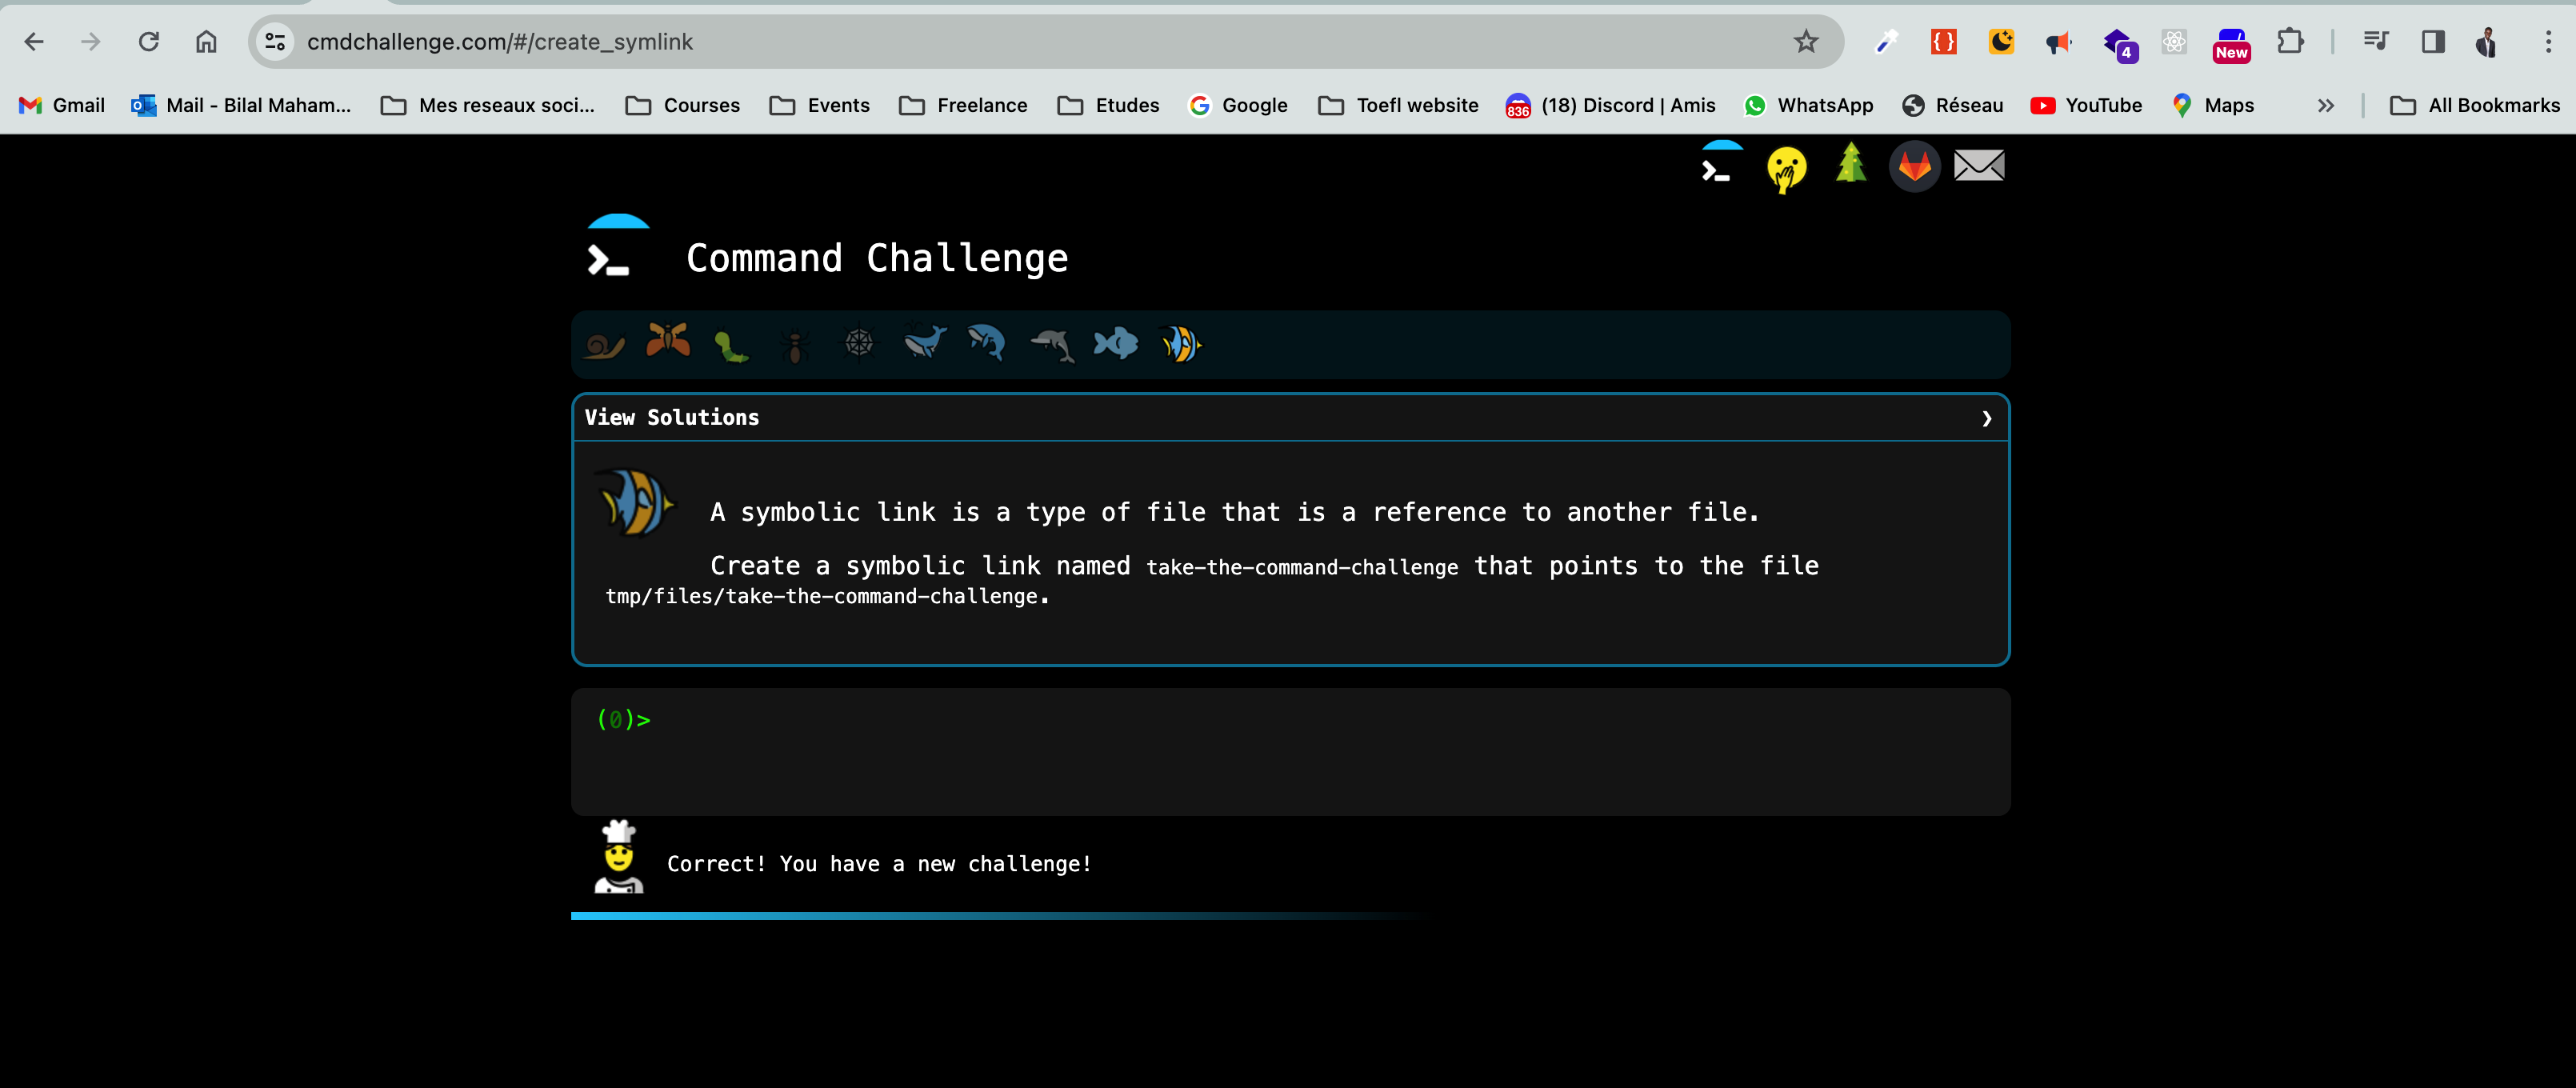 cmdchallenge.com/#/create_symlink
4
New
Gmail
Mail - Bilal Maham...
Mes reseaux soci...
Courses
Events
Freelance
Etudes
Google
Toefl website
836
(18) Discord | Amis
WhatsApp
Réseau
YouTube
Maps
All Bookmarks
Command Challenge
View Solutions
A symbolic link is a type of file that is a reference to another file.
Create a symbolic link named take-the-command-challenge that points to the file
tmp/files/take-the-command-challenge.
(0)>
Correct! You have a new challenge!